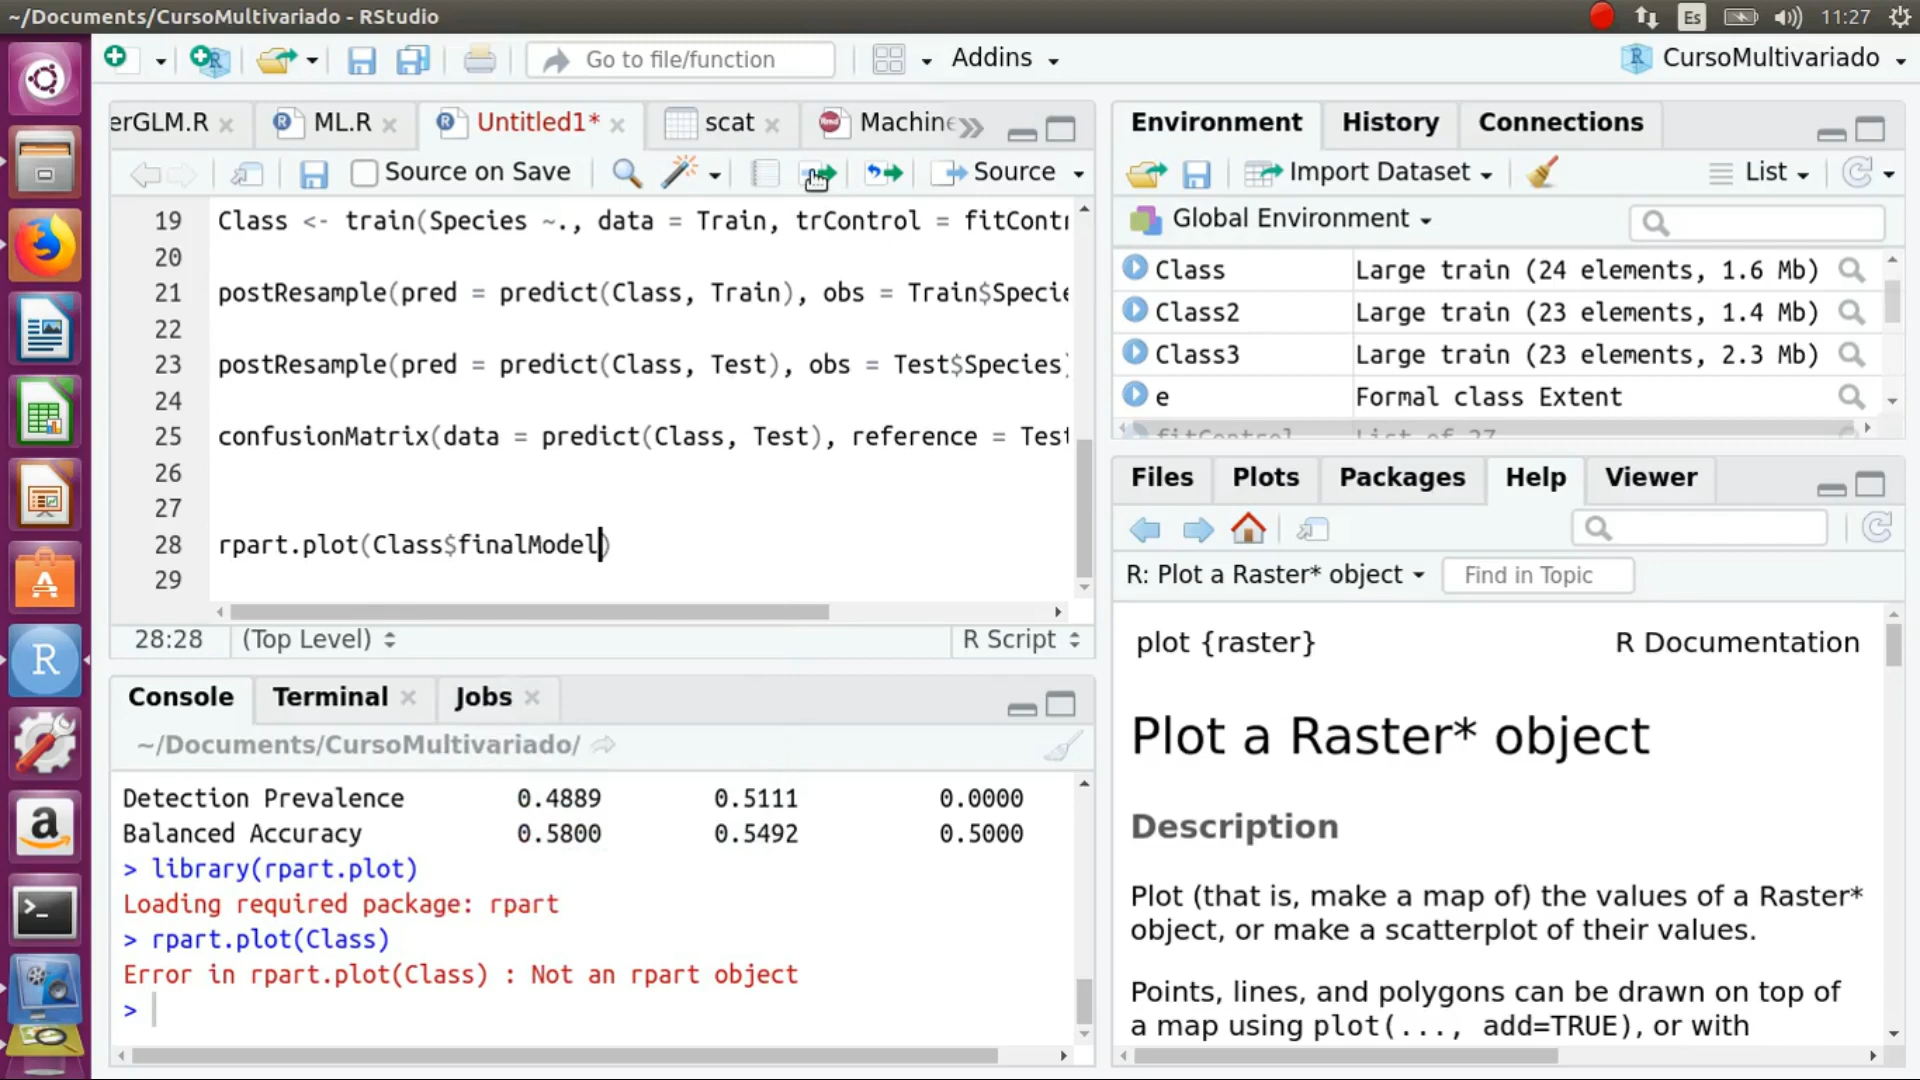 ~/Documents/CursoMultivariado - RStudio
Es
11:27
Go to file/function
Addins
CursoMultivariado
erGLM.R
ML.R
Untitled1*
scat
Machine
Source on Save
Source
19 Class <- train(Species ~., data = Train, trControl = fitContr
20
21 postResample(pred = predict(Class, Train), obs = Train$Specie
22
23 postResample(pred = predict(Class, Test), obs = Test$Species)
24
25 confusionMatrix(data = predict(Class, Test), reference = Test
26
27
28 rpart.plot(Class$finalModel)
29
28:28
(Top Level)
R Script
Console
Terminal
Jobs
~/Documents/CursoMultivariado/
Detection Prevalence 0.4889 0.5111 0.0000
Balanced Accuracy 0.5800 0.5492 0.5000
> library(rpart.plot)
Loading required package: rpart
> rpart.plot(Class)
Error in rpart.plot(Class) : Not an rpart object
>
Environment
History
Connections
Import Dataset
List
Global Environment
Class Large train (24 elements, 1.6 Mb)
Class2 Large train (23 elements, 1.4 Mb)
Class3 Large train (23 elements, 2.3 Mb)
e Formal class Extent
fitControl List of 27
Files
Plots
Packages
Help
Viewer
R: Plot a Raster* object
Find in Topic
plot {raster}
R Documentation
Plot a Raster* object
Description
Plot (that is, make a map of) the values of a Raster*
object, or make a scatterplot of their values.
Points, lines, and polygons can be drawn on top of
a map using plot(..., add=TRUE), or with